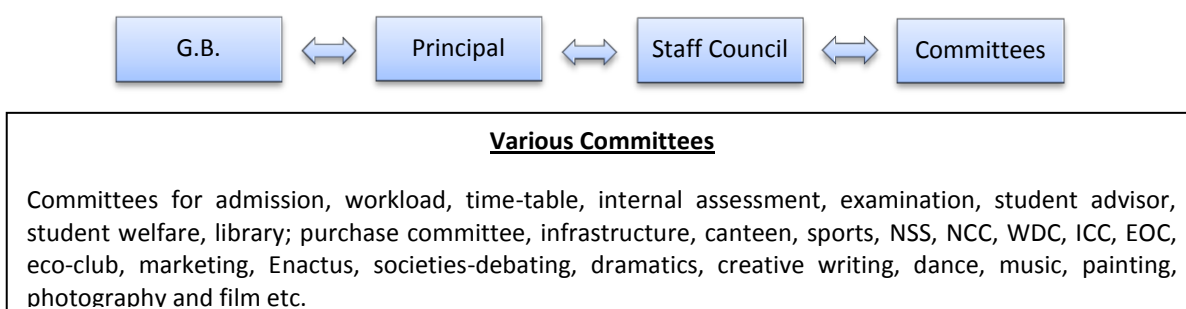 G.B. Principal Staff Council Committees
Various Committees
Committees for admission, workload, time-table, internal assessment, examination, student advisor,
student welfare, library; purchase committee, infrastructure, canteen, sports, NSS, NCC, WDC, ICC, EOC,
eco-club, marketing, Enactus, societies-debating, dramatics, creative writing, dance, music, painting,
photography and film etc.